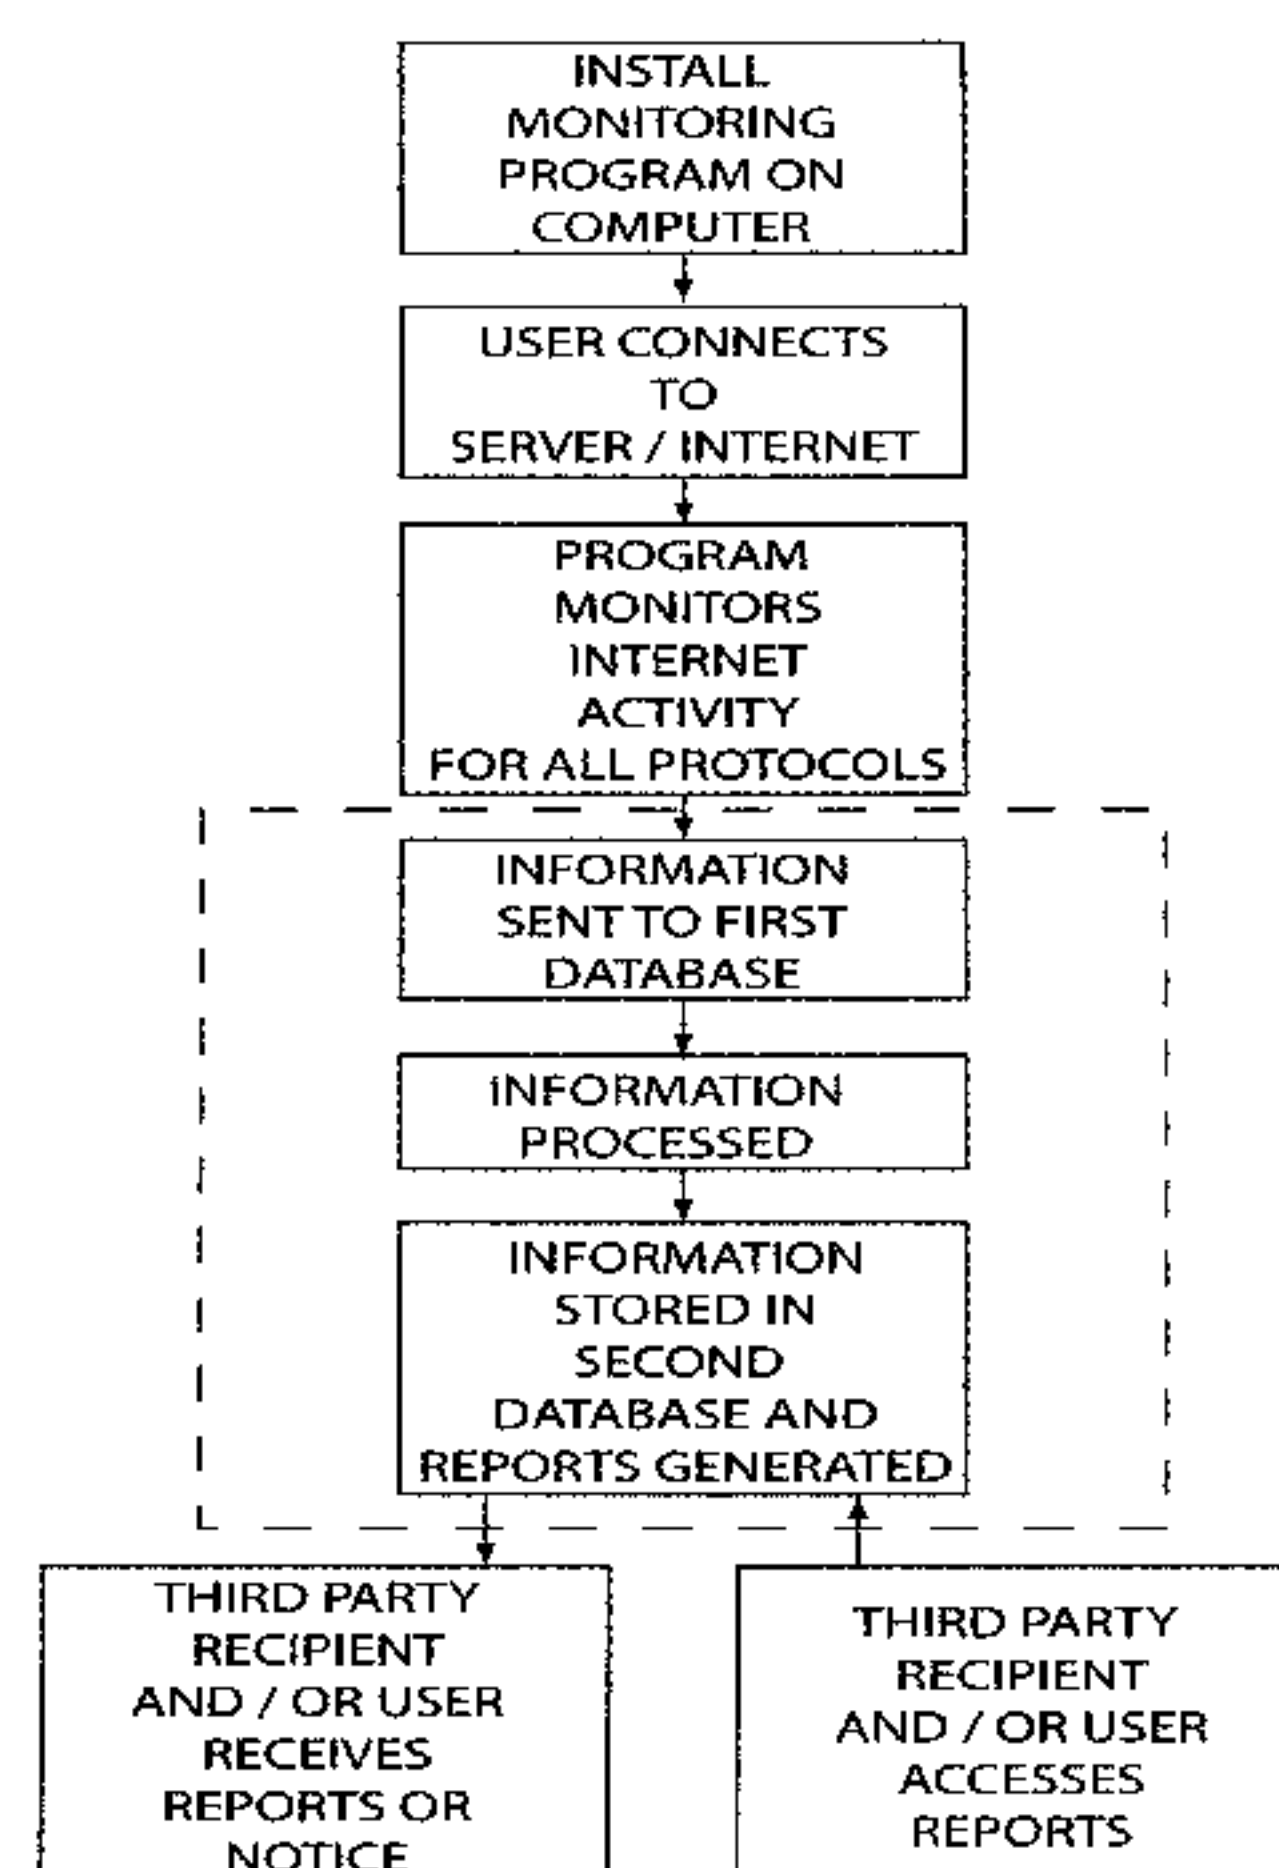 INSTALL
MONITORING
PROGRAM ON
COMPUTER
USER CONNECTS
TO
SERVER / INTERNET
PROGRAM
MONITORS
INTERNET
ACTIVITY
FOR ALL PROTOCOLS
INFORMATION
SENT TO FIRST
DATABASE
INFORMATION
PROCESSED
INFORMATION
STORED IN
SECOND
DATABASE AND
REPORTS GENERATED
THIRD PARTY
RECIPIENT
AND / OR USER
RECEIVES
REPORTS OR
NOTICE
THIRD PARTY
RECIPIENT
AND / OR USER
ACCESSES
REPORTS